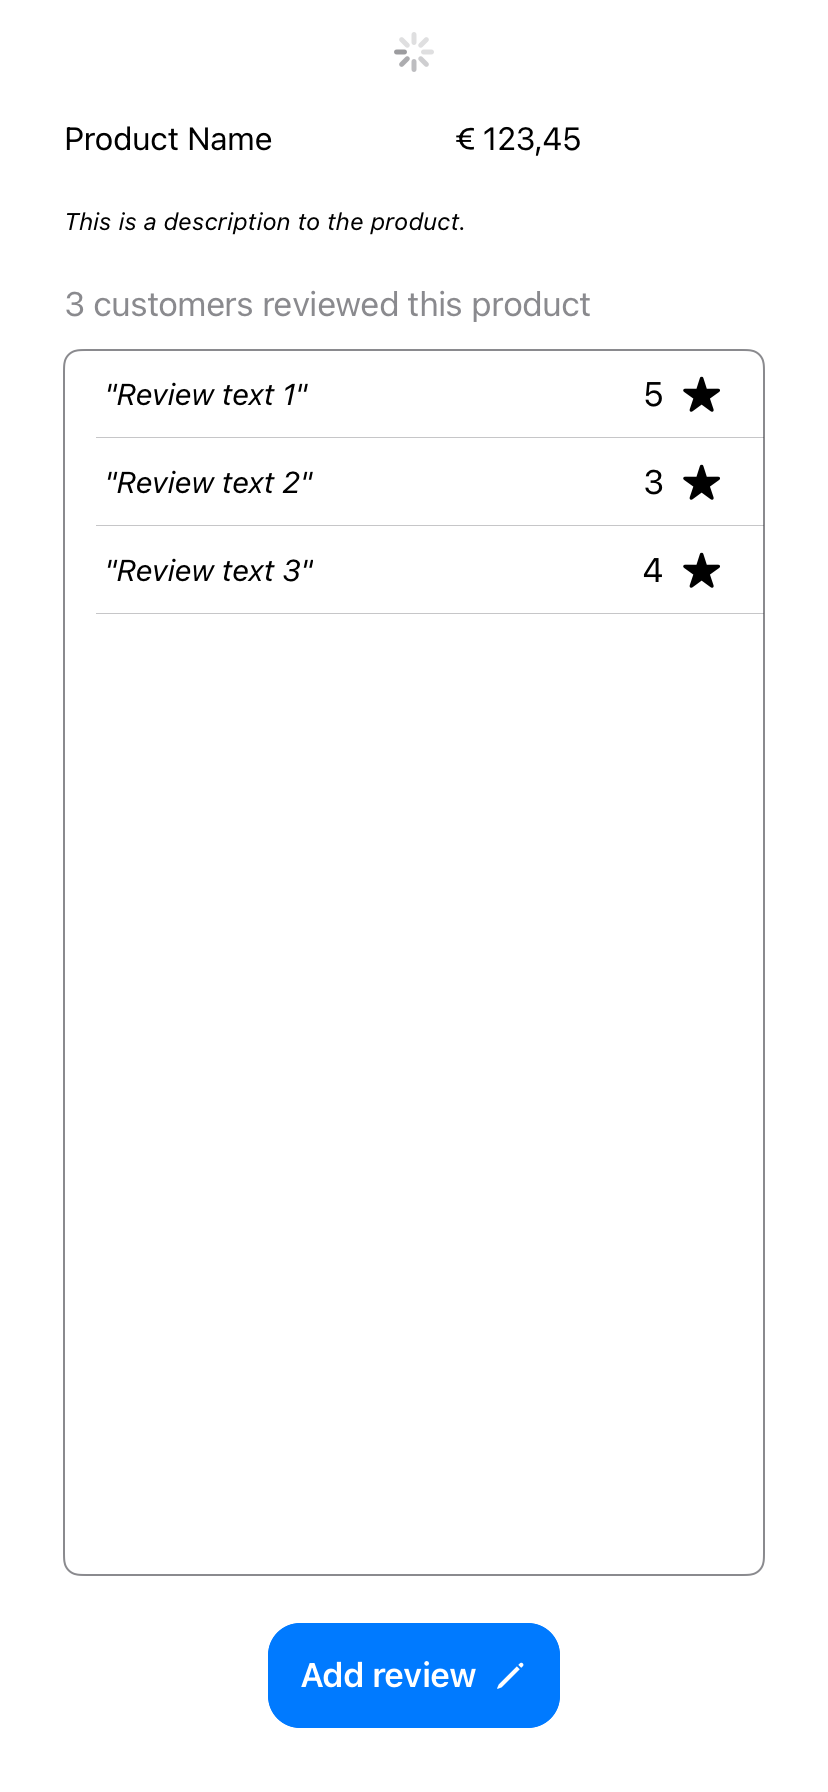 Product Name € 123,45
This is a description to the product.
3 customers reviewed this product
"Review text 1" 5
"Review text 2" 3
"Review text 3" 4
Add review